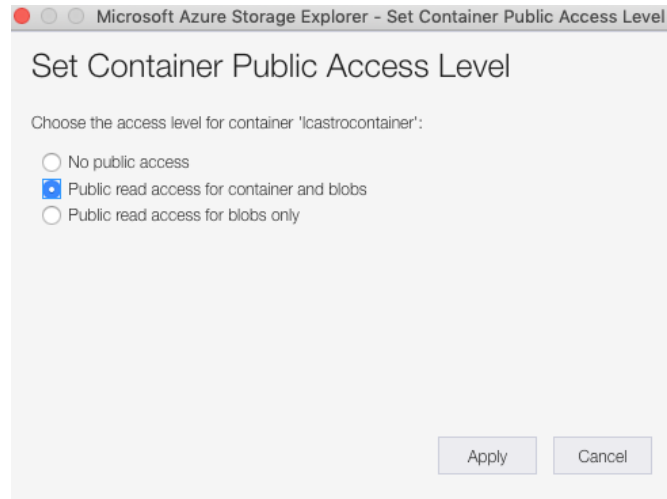 Microsoft Azure Storage Explorer - Set Container Public Access Level
Set Container Public Access Level
Choose the access level for container 'lcastrocontainer':
No public access
Public read access for container and blobs
Public read access for blobs only
Apply
Cancel